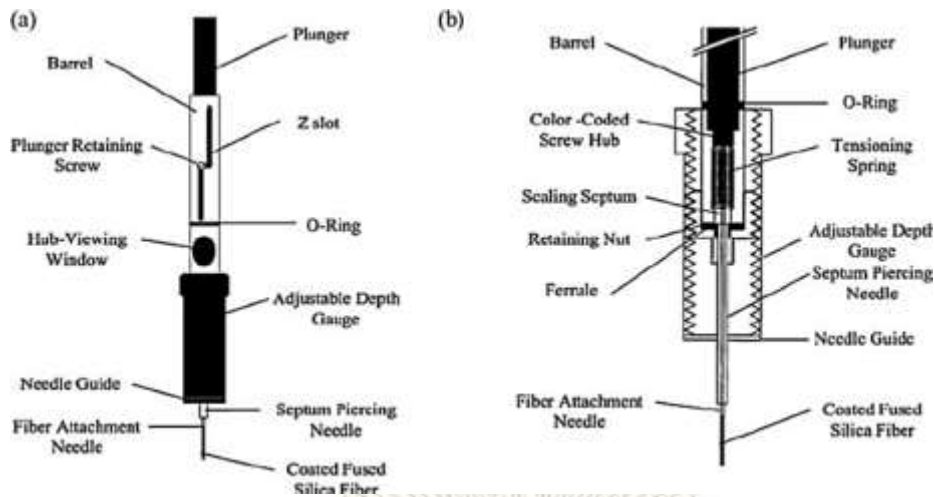 (a)
Plunger
Barrel
Z slot
Plunger Retaining
Screw
O-Ring
Hub-Viewing
Window
Adjustable Depth
Gauge
Needle Guide
Septum Piercing
Needle
Fiber Attachment
Needle
Coated Fused
Silica Fiber
(b)
Barrel
Plunger
O-Ring
Color -Coded
Screw Hub
Tensioning
Spring
Scaling Septum
Retaining Nut
Adjustable Depth
Gauge
Septum Piercing
Needle
Ferrule
Needle Guide
Fiber Attachment
Needle
Coated Fused
Silica Fiber